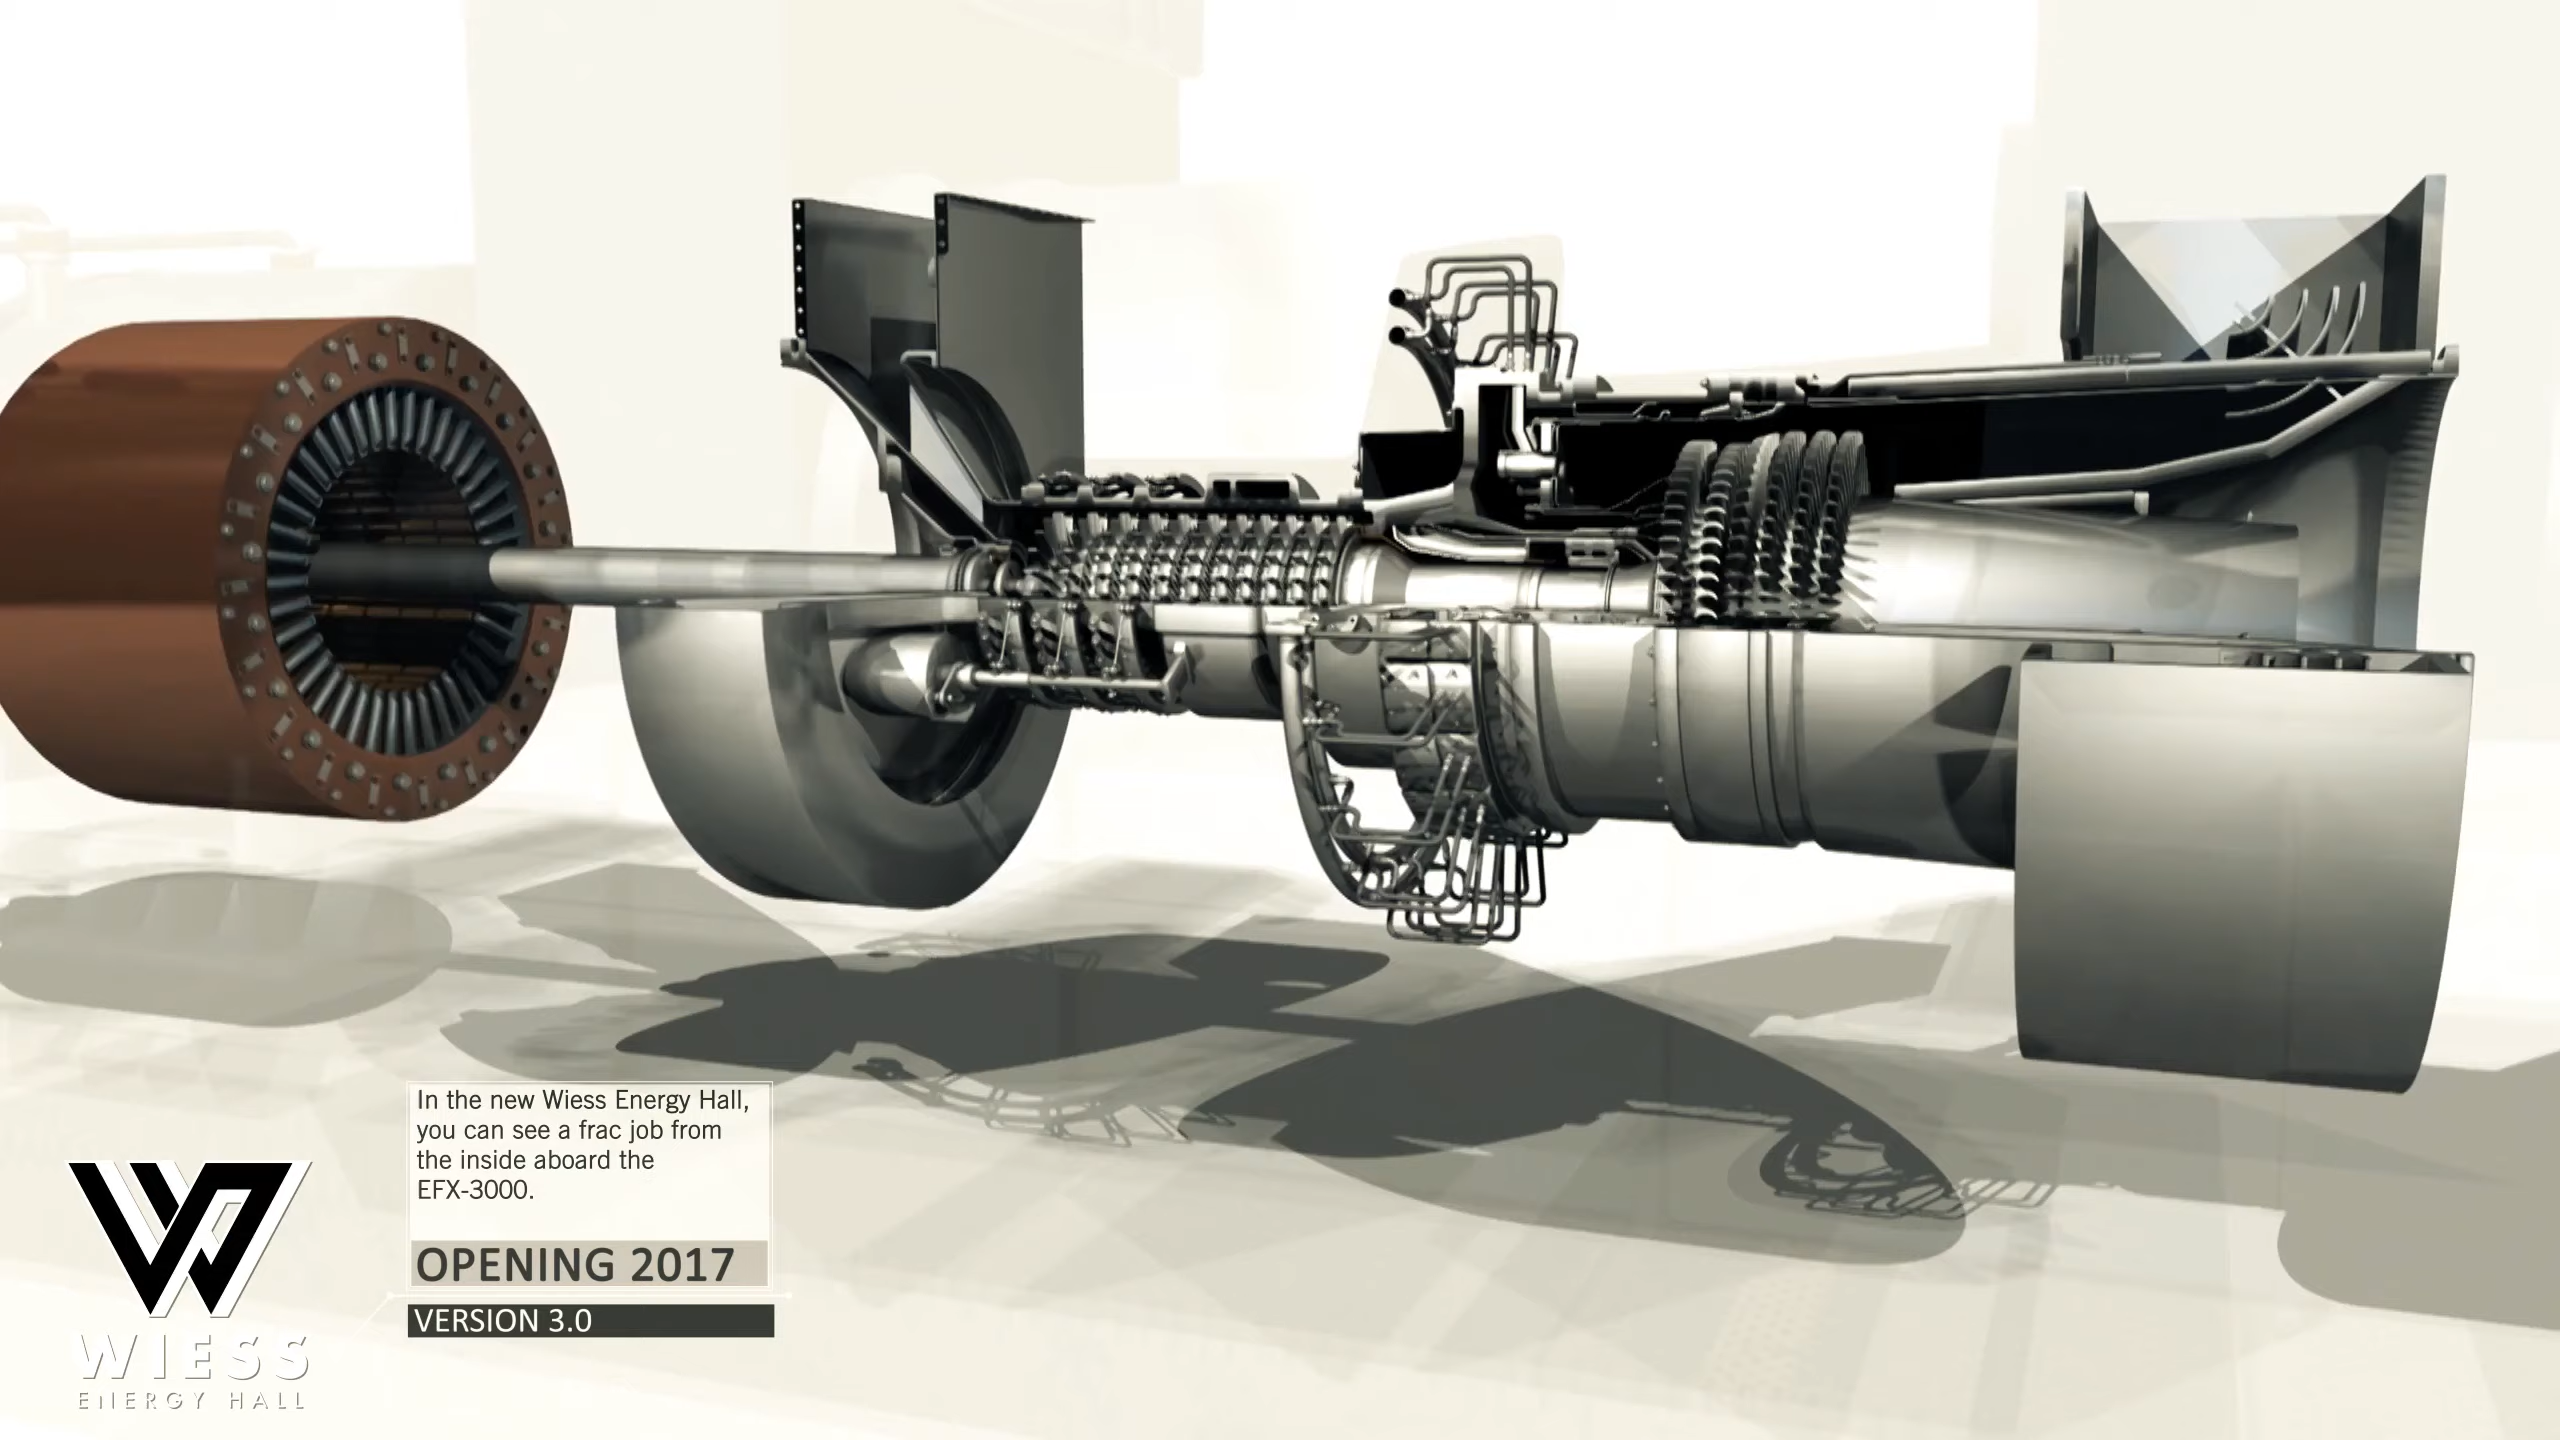 In the new Wiess Energy Hall,
you can see a frac job from
the inside aboard the
EFX-3000.
OPENING 2017
VERSION 3.0
WIESS
ENERGY HALL